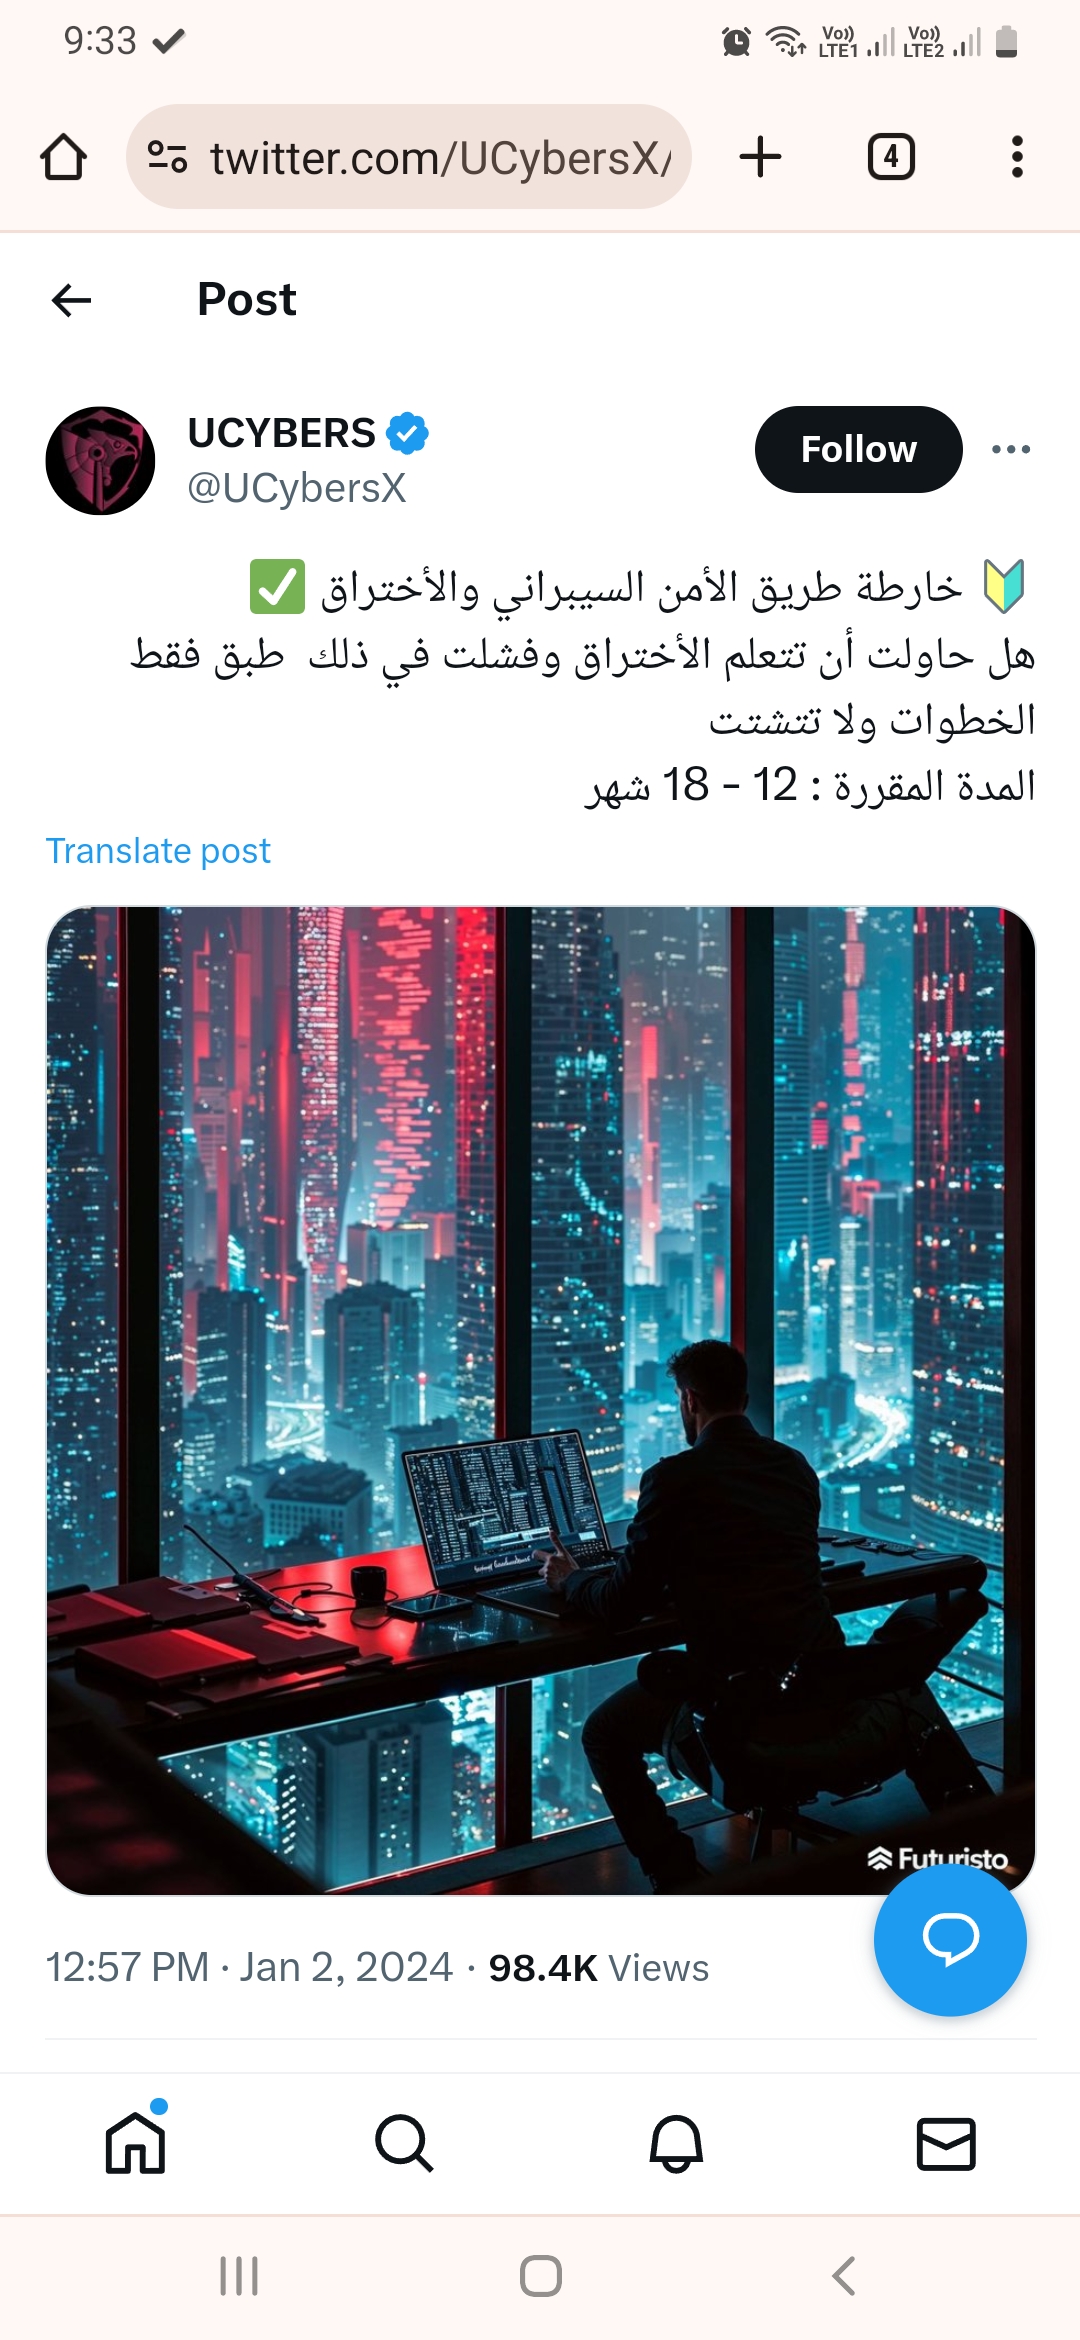 9:33
Vo)) LTE1 Vo)) LTE2
twitter.com/UCybersX/
4
Post
UCYBERS
@UCybersX
Follow
🔰 خارطة طريق الأمن السيبراني والأختراق ✅
هل حاولت أن تتعلم الأختراق وفشلت في ذلك طبق فقط
الخطوات ولا تتشتت
المدة المقررة : 12 - 18 شهر
Translate post
Futuristo
12:57 PM · Jan 2, 2024 · 98.4K Views